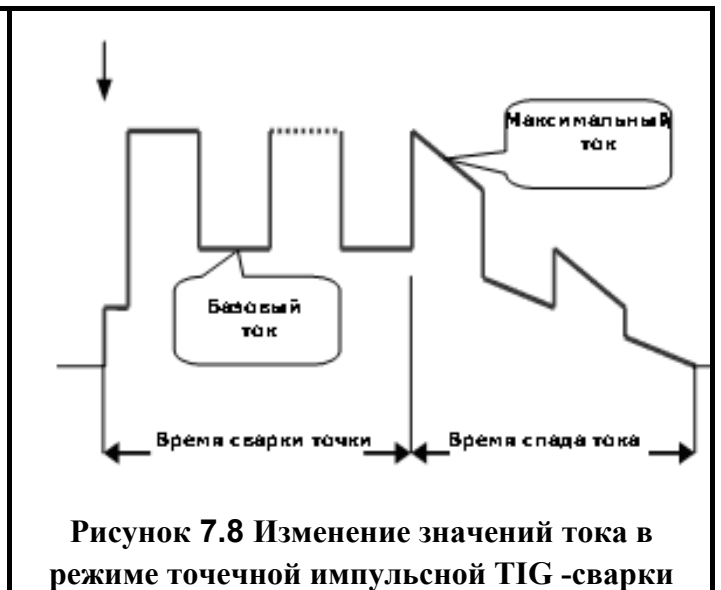 Максимальный
ток
Базовый
ток
Время сварки точки
Время спада тока
Рисунок 7.8 Изменение значений тока в
режиме точечной импульсной TIG -сварки